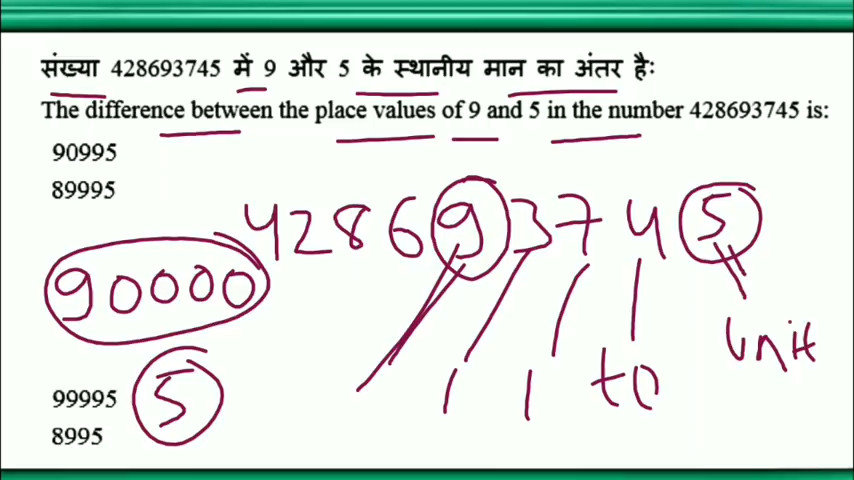 संख्या 428693745 में 9 और 5 के स्थानीय मान का अंतर है:
The difference between the place values of 9 and 5 in the number 428693745 is:
90995
89995
428693745
90000
unit
to
99995
5
8995